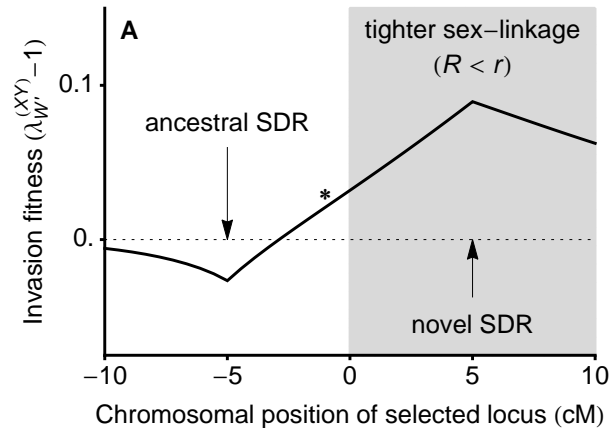 A
tighter sex−linkage
(R < r)
Invasion fitness (λ_{W′}^{(XY)} −1)
0.1
0.
ancestral SDR
*
novel SDR
−10
−5
0
5
10
Chromosomal position of selected locus (cM)